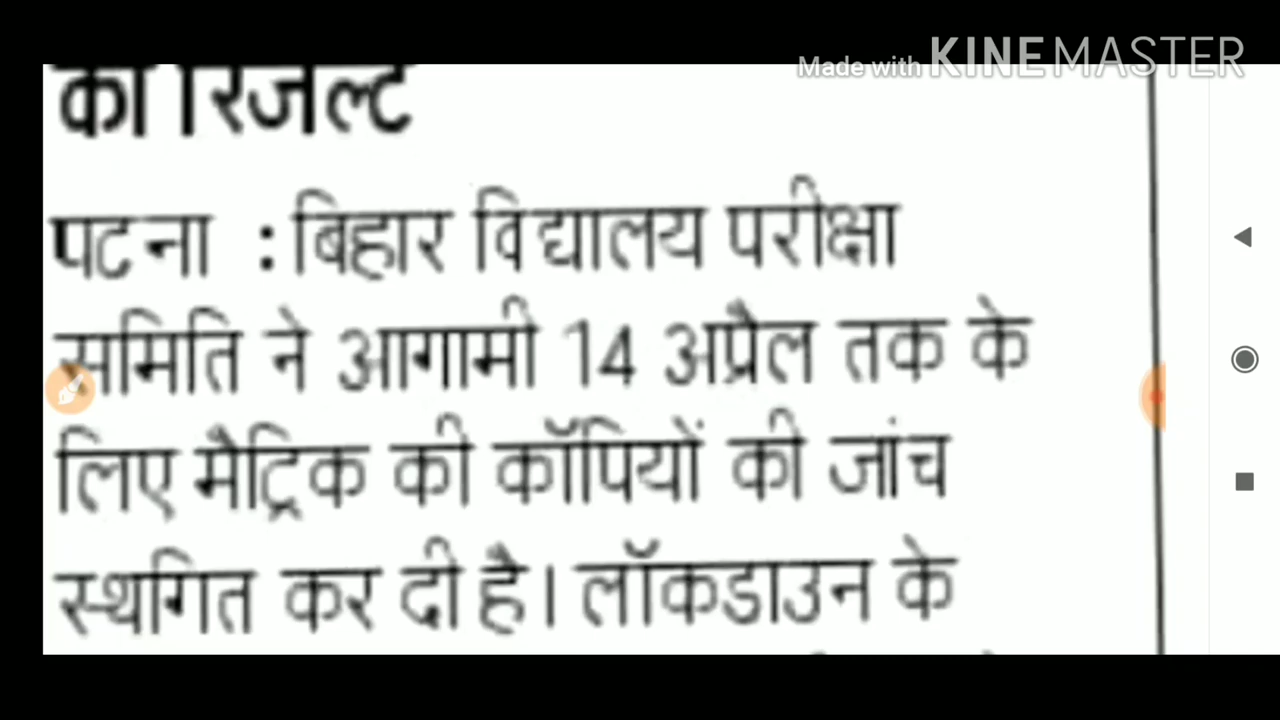 Made with KINEMASTER
का रिजल्ट
पटना : बिहार विद्यालय परीक्षा
समिति ने आगामी 14 अप्रैल तक के
लिए मैट्रिक की कॉपियों की जांच
स्थगित कर दी है। लॉकडाउन के